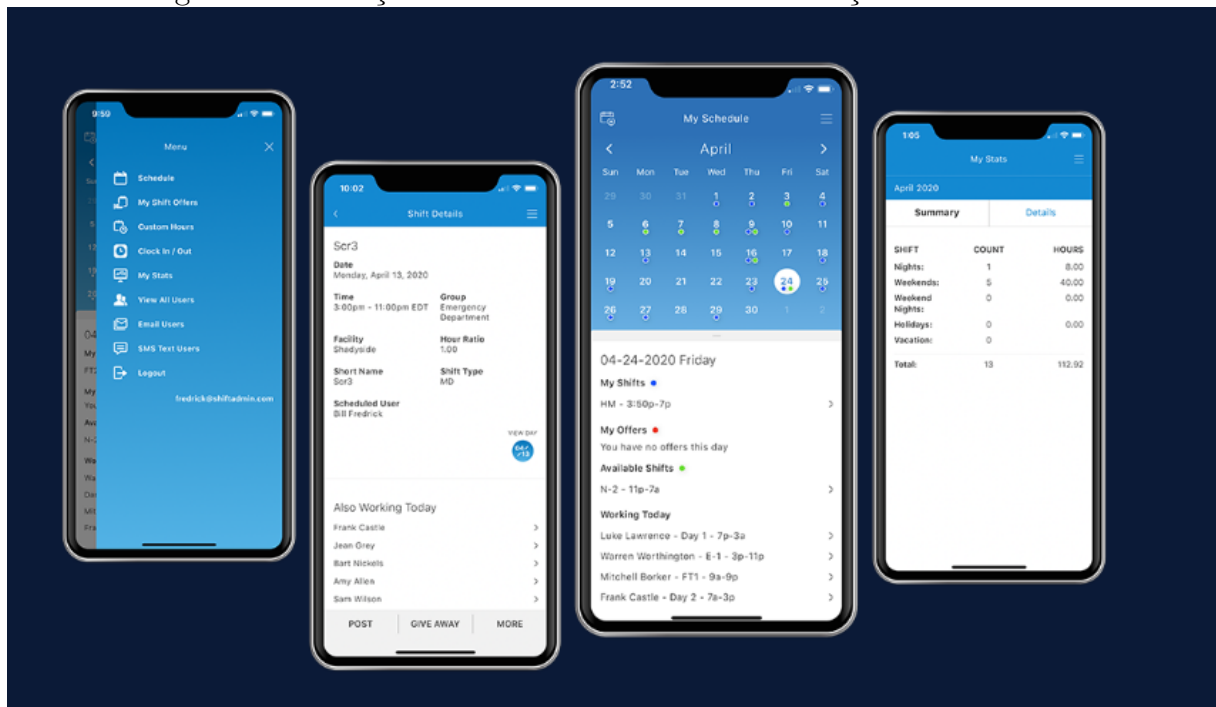 9:59
Menu
Schedule
My Shift Offers
Custom Hours
Clock In / Out
My Stats
View All Users
Email Users
SMS Text Users
Logout
fredrick@shiftadmin.com
10:02
Shift Details
Scr3
Date
Monday, April 13, 2020
Time Group
3:00pm - 11:00pm EDT Emergency
Department
Facility Hour Ratio
Shadyside 1.00
Short Name Shift Type
Scr3 MD
Scheduled User
Bill Fredrick
VIEW DAY
04/
/13
Also Working Today
Frank Castle
Jean Grey
Bart Nickels
Amy Allen
Sam Wilson
POST GIVE AWAY MORE
2:52
My Schedule
April
Sun Mon Tue Wed Thu Fri Sat
29 30 31 1 2 3 4
5 6 7 8 9 10 11
12 13 14 15 16 17 18
19 20 21 22 23 24 25
26 27 28 29 30 1 2
04-24-2020 Friday
My Shifts
HM - 3:50p-7p
My Offers
You have no offers this day
Available Shifts
N-2 - 11p-7a
Working Today
Luke Lawrence - Day 1 - 7p-3a
Warren Worthington - E-1 - 3p-11p
Mitchell Borker - FT1 - 9a-9p
Frank Castle - Day 2 - 7a-3p
1:05
My Stats
April 2020
Summary Details
SHIFT COUNT HOURS
Nights: 1 8.00
Weekends: 5 40.00
Weekend 0 0.00
Nights:
Holidays: 0 0.00
Vacation: 0
Total: 13 112.92